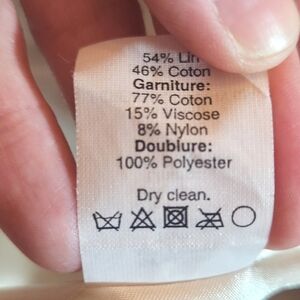 54% Lin
46% Coton
Garniture:
77% Coton
15% Viscose
8% Nylon
Doublure:
100% Polyester
Dry clean.